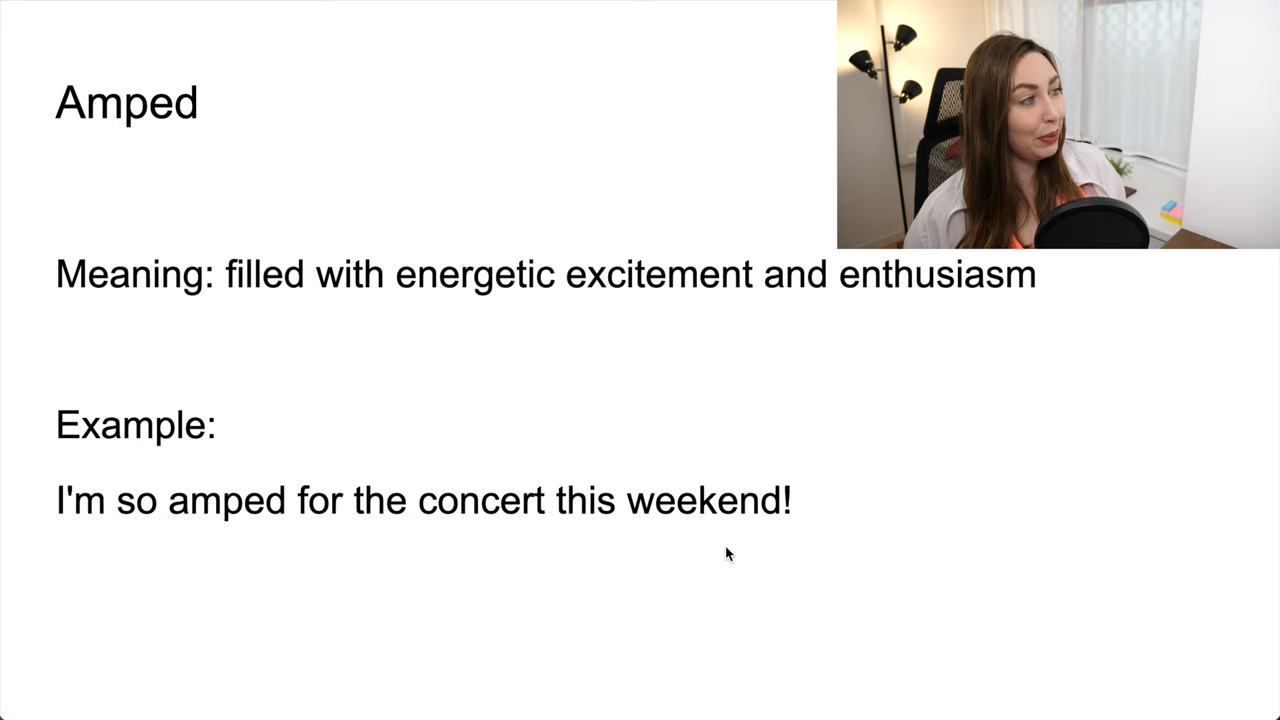 Amped
Meaning: filled with energetic excitement and enthusiasm
Example:
I'm so amped for the concert this weekend!